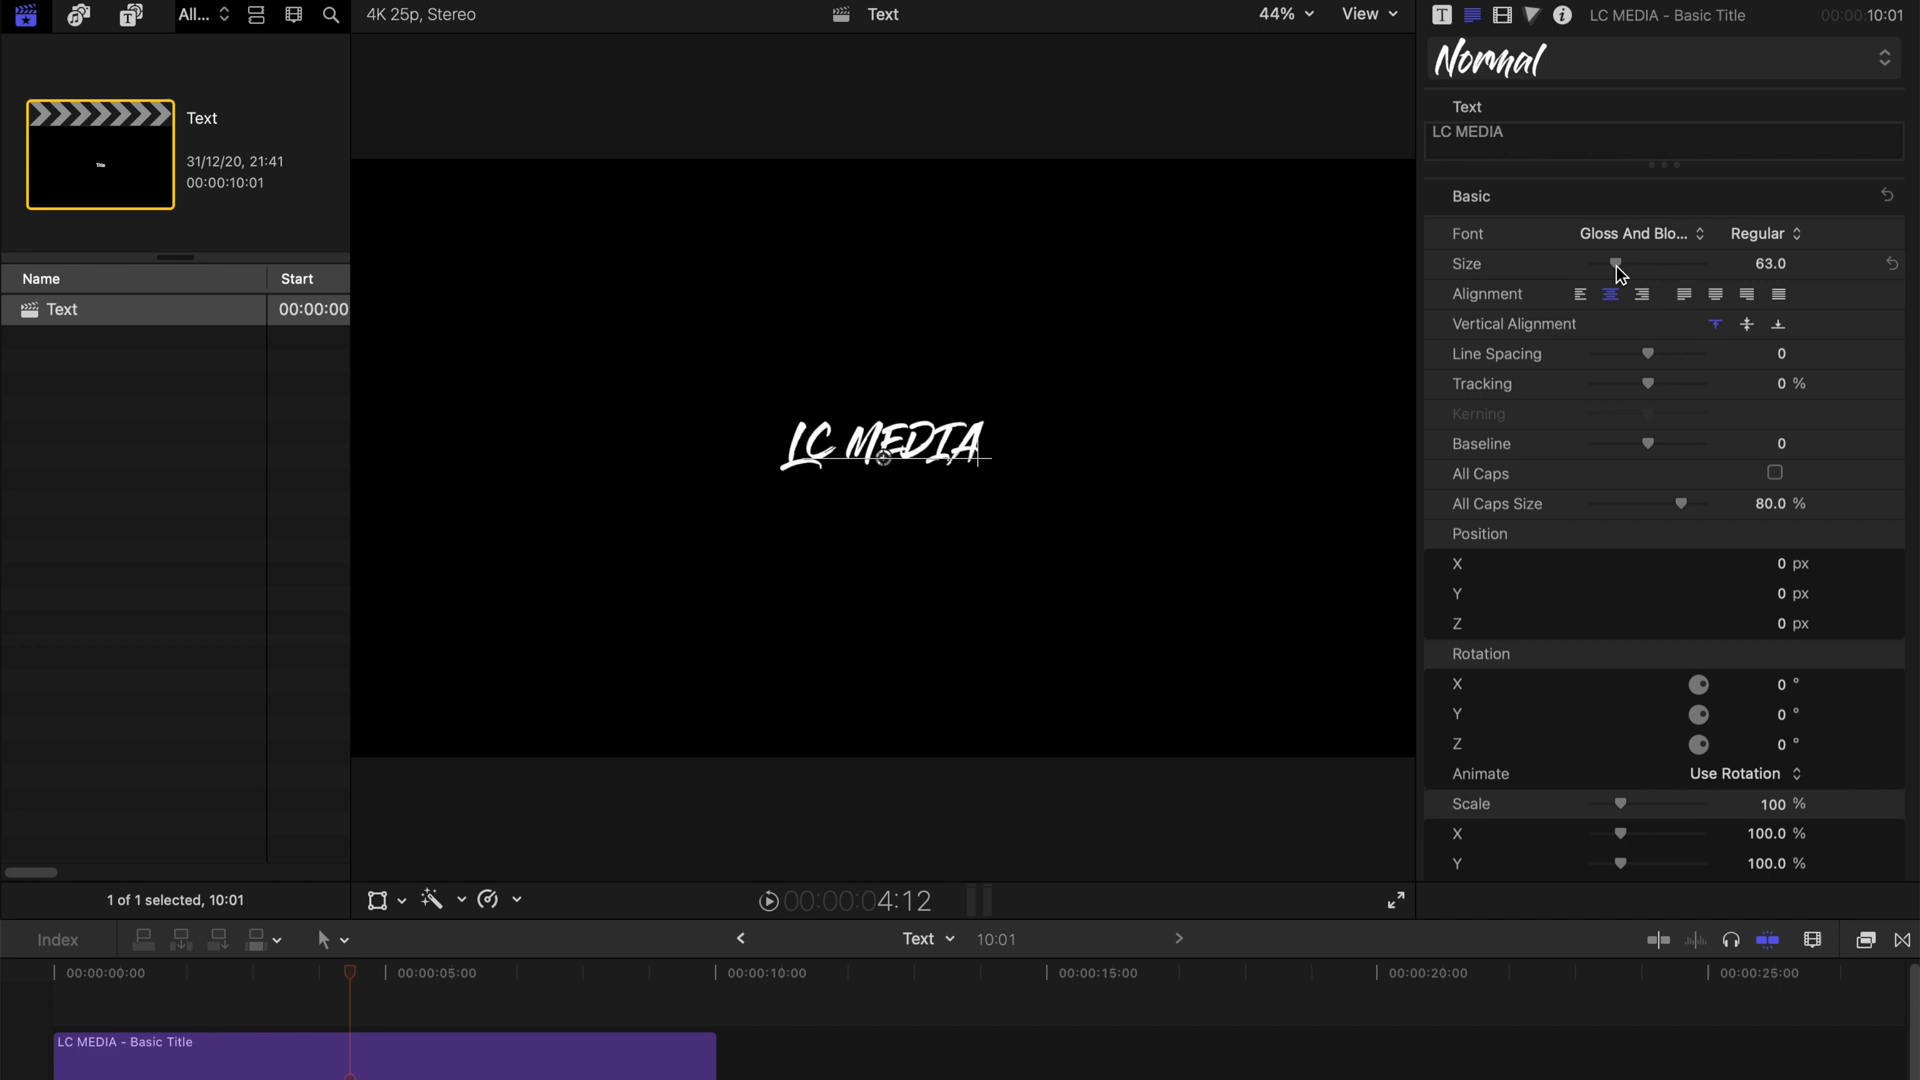 All...
4K 25p, Stereo
Text
44%
View
LC MEDIA - Basic Title
00:00:10:01
Normal
Text
31/12/20, 21:41
00:00:10:01
Title
Text
LC MEDIA
Basic
Font Gloss And Blo... Regular
Size 63.0
Alignment
Vertical Alignment
Line Spacing 0
Tracking 0 %
Kerning
Baseline 0
All Caps
All Caps Size 80.0 %
Position
X 0 px
Y 0 px
Z 0 px
Rotation
X 0 °
Y 0 °
Z 0 °
Animate Use Rotation
Scale 100 %
X 100.0 %
Y 100.0 %
Name Start
Text 00:00:00
LC MEDIA
1 of 1 selected, 10:01
00:00:04:12
Index
Text 10:01
00:00:00:00 00:00:05:00 00:00:10:00 00:00:15:00 00:00:20:00 00:00:25:00
LC MEDIA - Basic Title